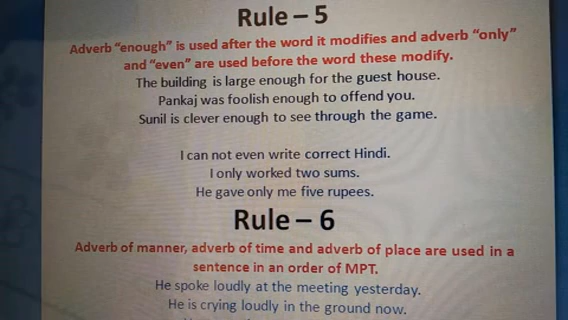 Rule – 5
Adverb “enough” is used after the word it modifies and adverb “only”
and “even” are used before the word these modify.
The building is large enough for the guest house.
Pankaj was foolish enough to offend you.
Sunil is clever enough to see through the game.
I can not even write correct Hindi.
I only worked two sums.
He gave only me five rupees.
Rule – 6
Adverb of manner, adverb of time and adverb of place are used in a
sentence in an order of MPT.
He spoke loudly at the meeting yesterday.
He is crying loudly in the ground now.